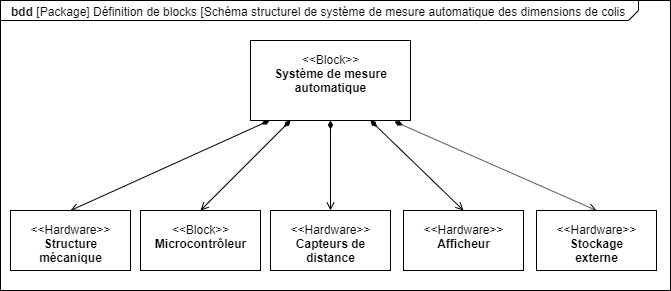 bdd [Package] Définition de blocks [Schéma structurel de système de mesure automatique des dimensions de colis
<<Block>>
Système de mesure
automatique
<<Hardware>>
Structure
mécanique
<<Block>>
Microcontrôleur
<<Hardware>>
Capteurs de
distance
<<Hardware>>
Afficheur
<<Hardware>>
Stockage
externe